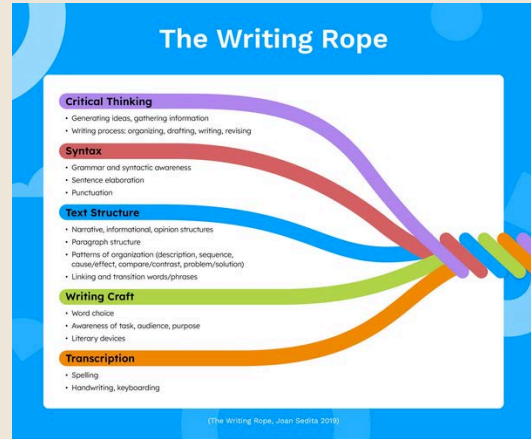 The Writing Rope
Critical Thinking
• Generating ideas, gathering information
• Writing process: organizing, drafting, writing, revising
Syntax
• Grammar and syntactic awareness
• Sentence elaboration
• Punctuation
Text Structure
• Narrative, informational, opinion structures
• Paragraph structure
• Patterns of organization (description, sequence,
cause/effect, compare/contrast, problem/solution)
• Linking and transition words/phrases
Writing Craft
• Word choice
• Awareness of task, audience, purpose
• Literary devices
Transcription
• Spelling
• Handwriting, keyboarding
(The Writing Rope, Joan Sedita 2019)